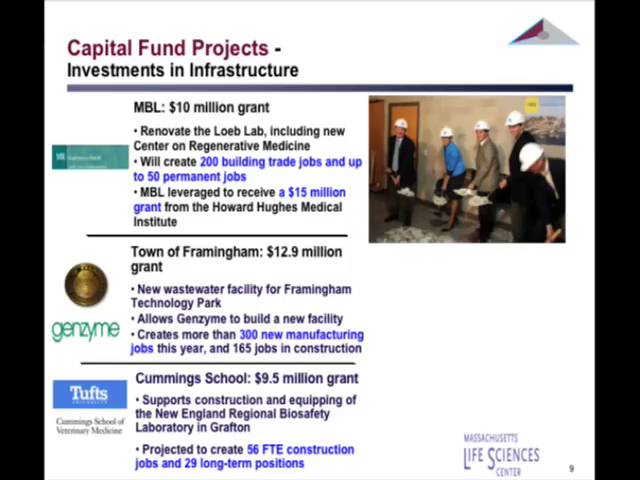 Capital Fund Projects -
Investments in Infrastructure
MBL: $10 million grant
• Renovate the Loeb Lab, including new
Center on Regenerative Medicine
• Will create 200 building trade jobs and up
to 50 permanent jobs
• MBL leveraged to receive a $15 million
grant from the Howard Hughes Medical
Institute
Town of Framingham: $12.9 million
grant
• New wastewater facility for Framingham
Technology Park
• Allows Genzyme to build a new facility
• Creates more than 300 new manufacturing
jobs this year, and 165 jobs in construction
genzyme
Cummings School: $9.5 million grant
• Supports construction and equipping of
the New England Regional Biosafety
Laboratory in Grafton
• Projected to create 56 FTE construction
jobs and 29 long-term positions
Tufts
Cummings School of
Veterinary Medicine
MASSACHUSETTS
LIFE SCIENCES
CENTER
9